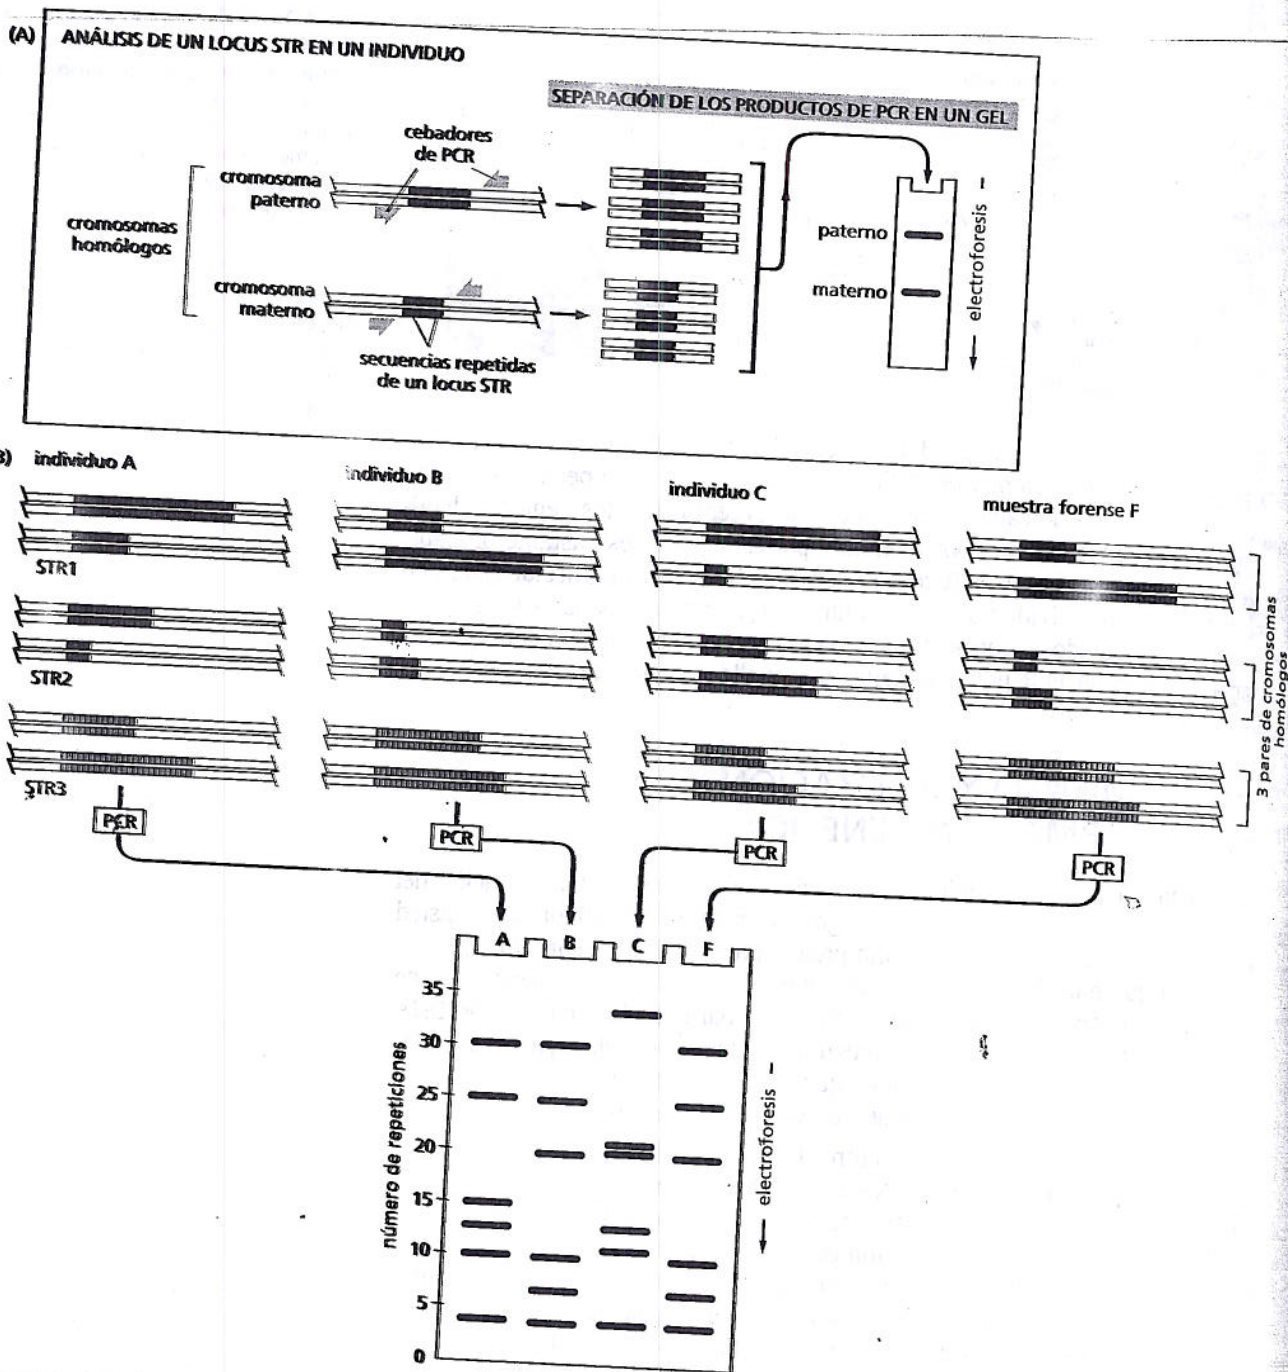 (A) ANÁLISIS DE UN LOCUS STR EN UN INDIVIDUO
SEPARACIÓN DE LOS PRODUCTOS DE PCR EN UN GEL
cebadores
de PCR
cromosoma
paterno
cromosomas
homólogos
cromosoma
materno
secuencias repetidas
de un locus STR
paterno
materno
electroforesis –
individuo A
individuo B
individuo C
muestra forense F
STR1
STR2
STR3
3 pares de cromosomas
homólogos
PCR
PCR
PCR
PCR
A B C F
número de repeticiones
35
30
25
20
15
10
5
0
electroforesis –